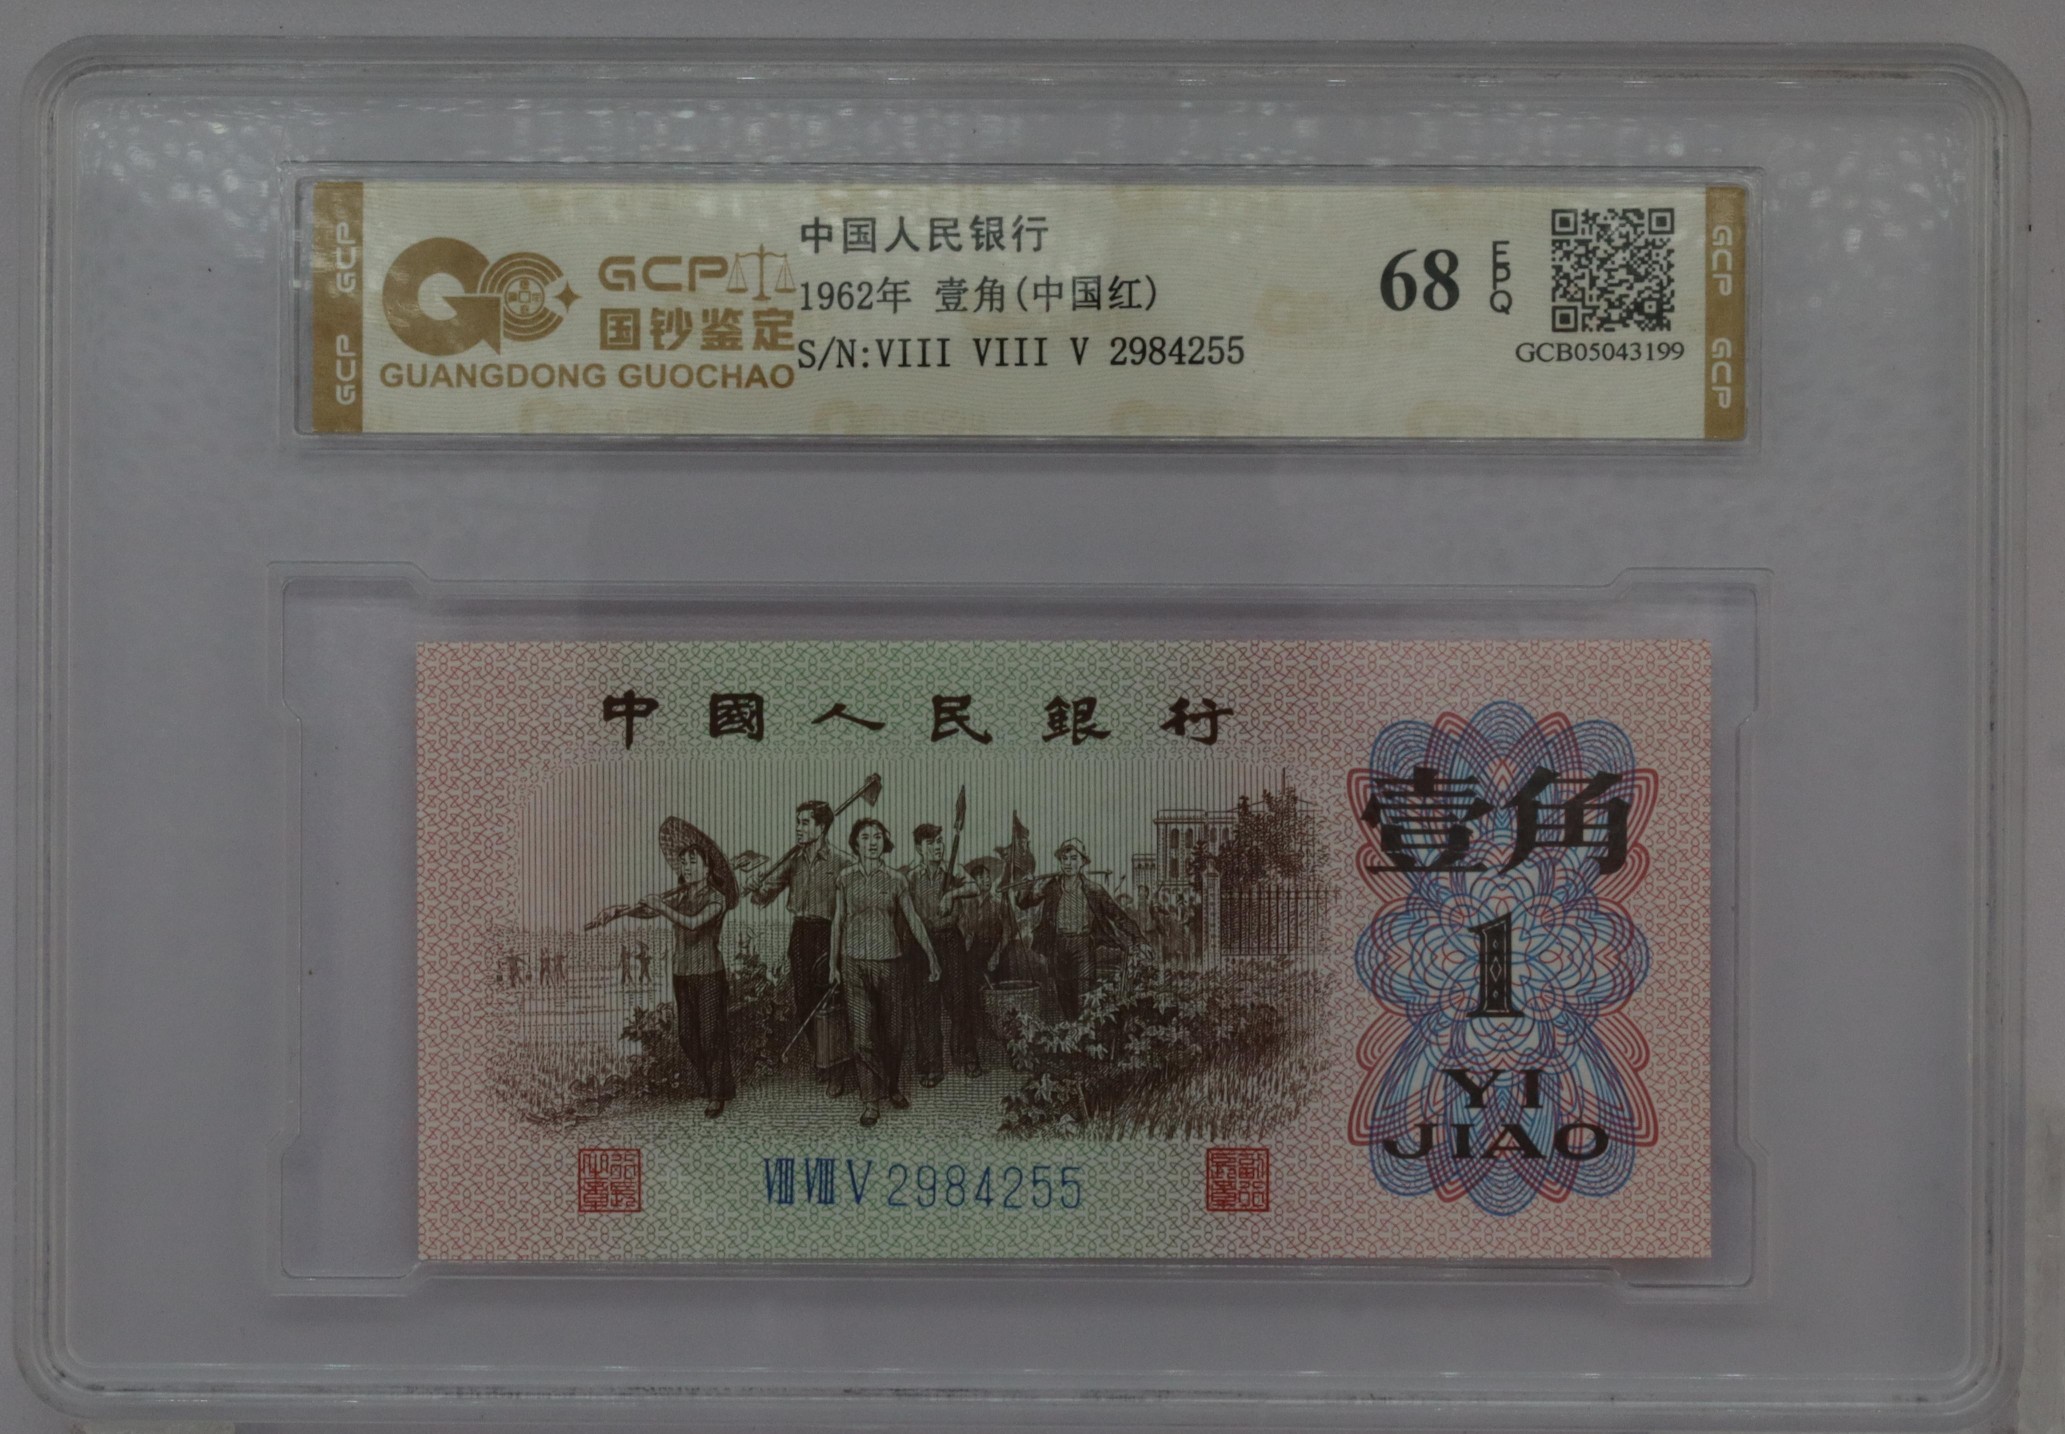 GCP
GCP
GCP
国钞鉴定
GUANGDONG GUOCHAO
中国人民银行
1962年 壹角(中国红)
S/N:VIII VIII V 2984255
68 EPQ
GCB05043199
GCP
GCP
中國人民銀行
壹角
1
YI
JIAO
VIII VIII V 2984255